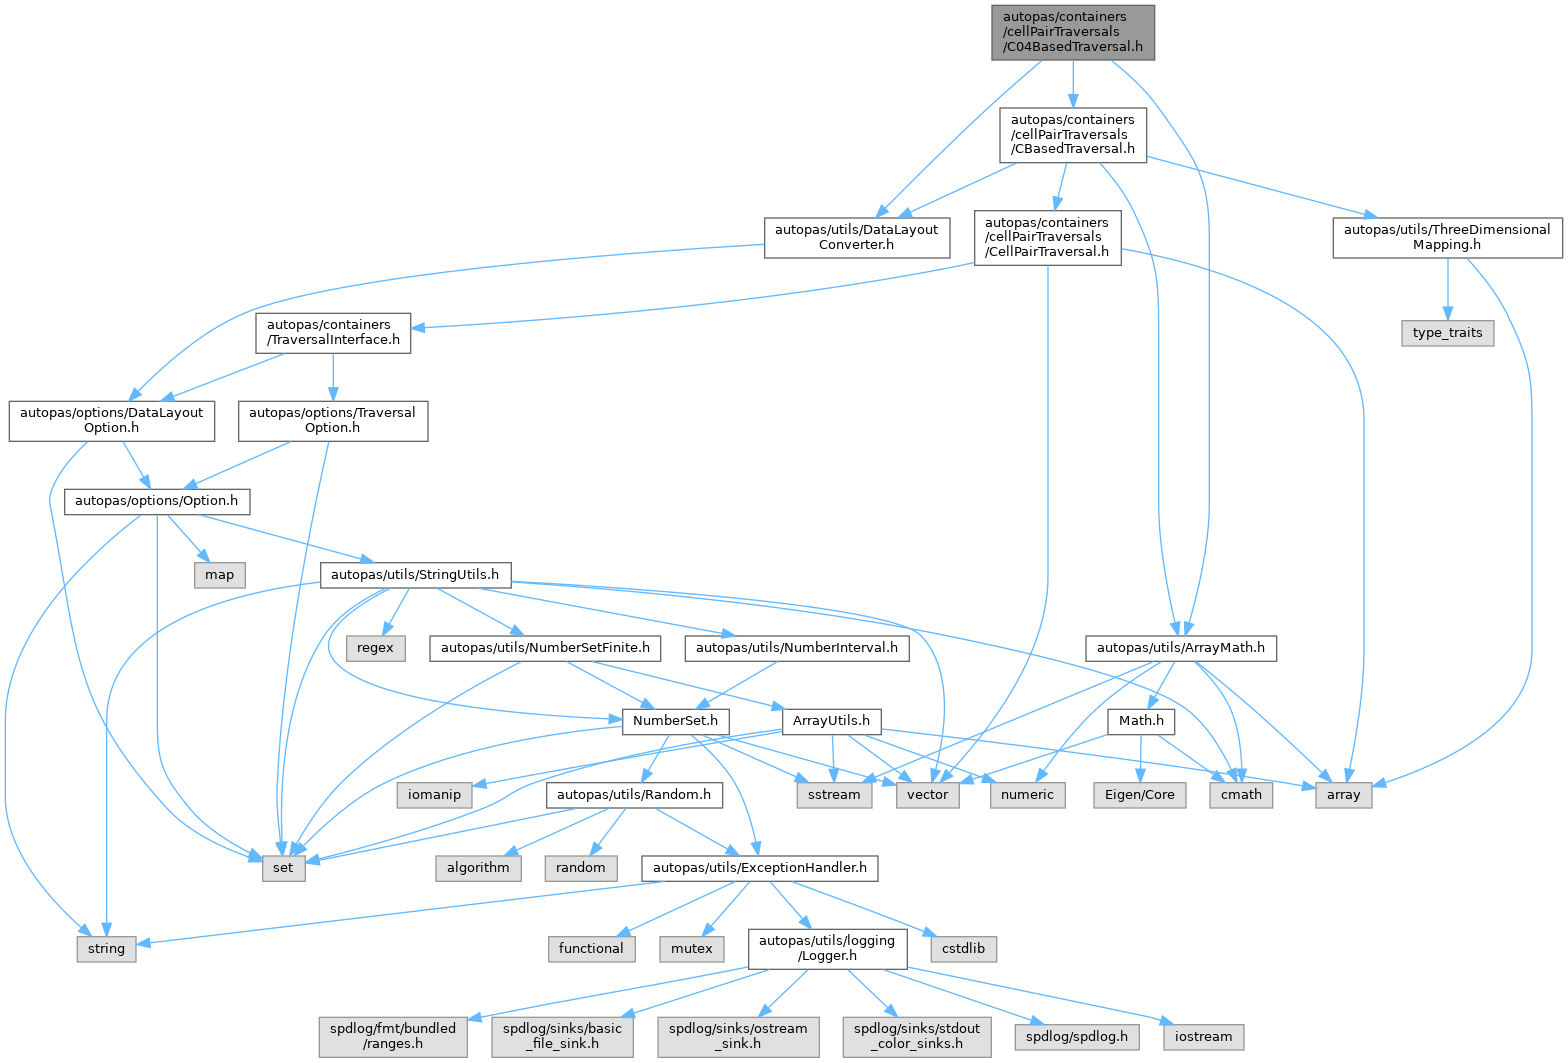 autopas/containers
/cellPairTraversals
/C04BasedTraversal.h
autopas/containers
/cellPairTraversals
/CBasedTraversal.h
autopas/utils/DataLayout
Converter.h
autopas/containers
/cellPairTraversals
/CellPairTraversal.h
autopas/utils/ThreeDimensional
Mapping.h
autopas/containers
/TraversalInterface.h
type_traits
autopas/options/DataLayout
Option.h
autopas/options/Traversal
Option.h
autopas/options/Option.h
map
autopas/utils/StringUtils.h
regex
autopas/utils/NumberSetFinite.h
autopas/utils/NumberInterval.h
autopas/utils/ArrayMath.h
NumberSet.h
ArrayUtils.h
Math.h
iomanip
autopas/utils/Random.h
sstream
vector
numeric
Eigen/Core
cmath
array
set
algorithm
random
autopas/utils/ExceptionHandler.h
string
functional
mutex
autopas/utils/logging
/Logger.h
cstdlib
spdlog/fmt/bundled
/ranges.h
spdlog/sinks/basic
_file_sink.h
spdlog/sinks/ostream
_sink.h
spdlog/sinks/stdout
_color_sinks.h
spdlog/spdlog.h
iostream